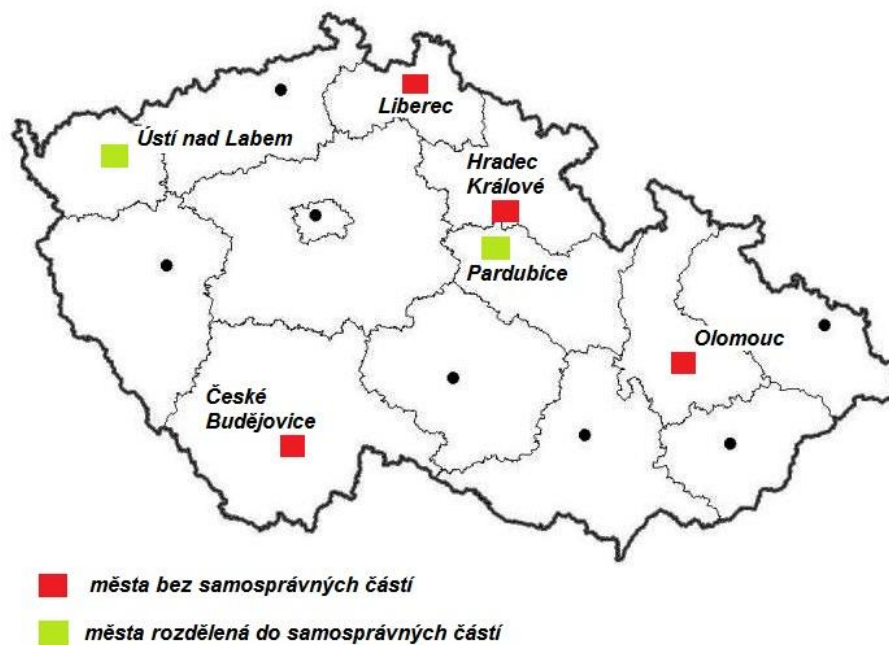 Liberec
Ústí nad Labem
Hradec
Králové
Pardubice
Olomouc
České
Budějovice
města bez samosprávných částí
města rozdělená do samosprávných částí